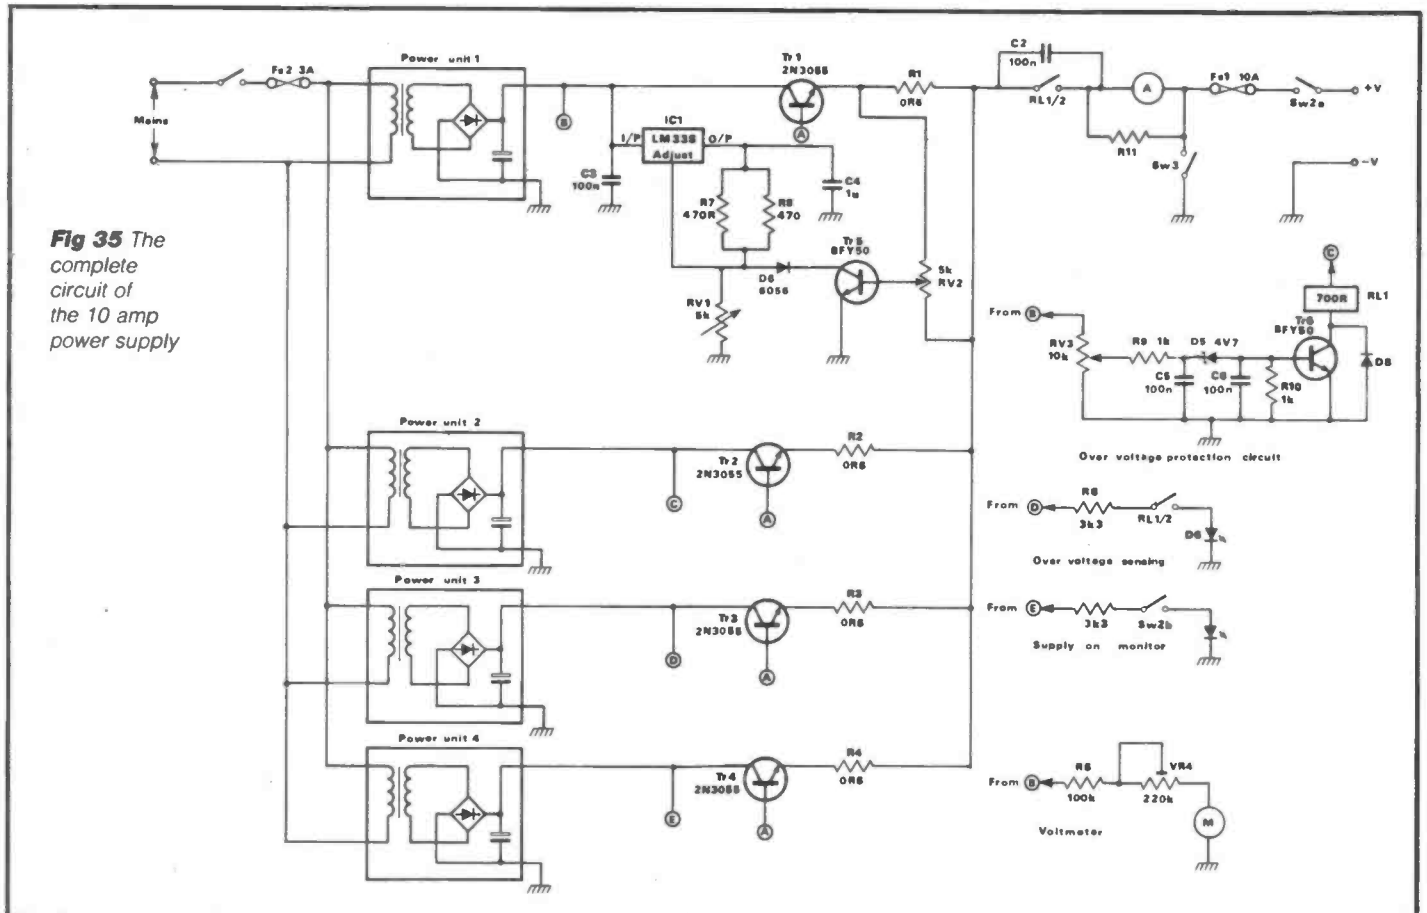 Fig 35 The
complete
circuit of
the 10 amp
power supply
Mains
Fs2 3A
Power unit 1
B
C3
100n
I/P
IC1
LM338
Adjust
O/P
R7
470R
R8
470
C4
1u
RV1
5k
D6
6056
Tr5
BFY50
5k
RV2
Tr1
2N3055
A
R1
0R6
C2
100n
RL1/2
A
R11
Sw3
Fs1 10A
Sw2a
+V
-V
Power unit 2
C
Tr2
2N3055
A
R2
0R6
Power unit 3
D
Tr3
2N3055
A
R3
0R6
Power unit 4
E
Tr4
2N3055
A
R4
0R6
From B
RV3
10k
R9 1k
D5 4V7
C5
100n
C6
100n
R10
1k
Tr6
BFY50
C
700R
RL1
D8
Over voltage protection circuit
From D
R6
3k3
RL1/2
D6
Over voltage sensing
From E
3k3
Sw2b
Supply on monitor
From B
R5
100k
VR4
220k
M
Voltmeter